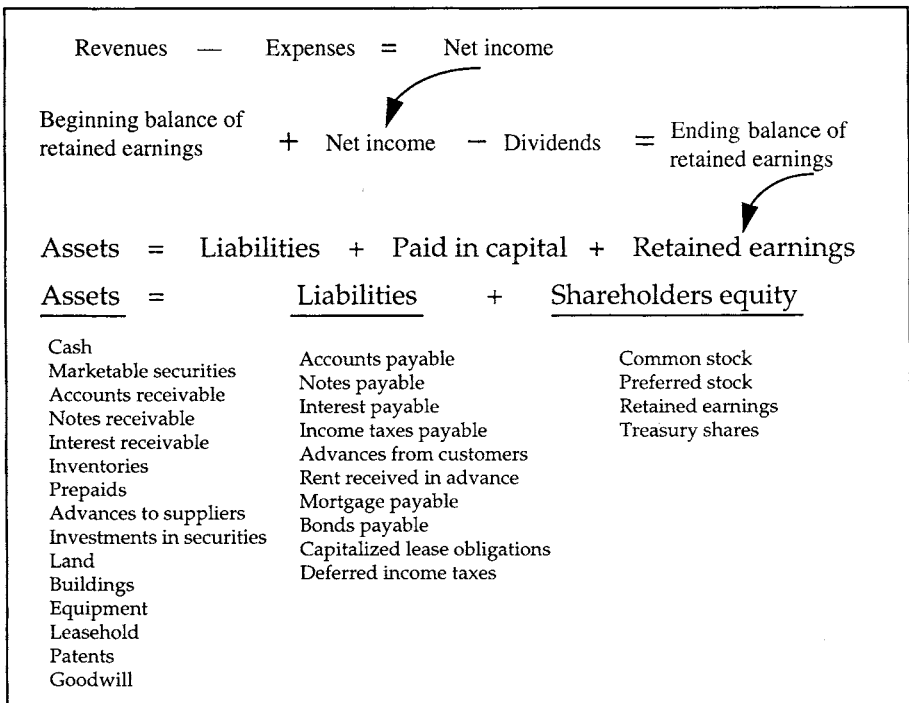 Revenues — Expenses = Net income
Beginning balance of
retained earnings + Net income − Dividends = Ending balance of
retained earnings
Assets = Liabilities + Paid in capital + Retained earnings
Assets = Liabilities + Shareholders equity
Cash
Marketable securities
Accounts receivable
Notes receivable
Interest receivable
Inventories
Prepaids
Advances to suppliers
Investments in securities
Land
Buildings
Equipment
Leasehold
Patents
Goodwill
Accounts payable
Notes payable
Interest payable
Income taxes payable
Advances from customers
Rent received in advance
Mortgage payable
Bonds payable
Capitalized lease obligations
Deferred income taxes
Common stock
Preferred stock
Retained earnings
Treasury shares